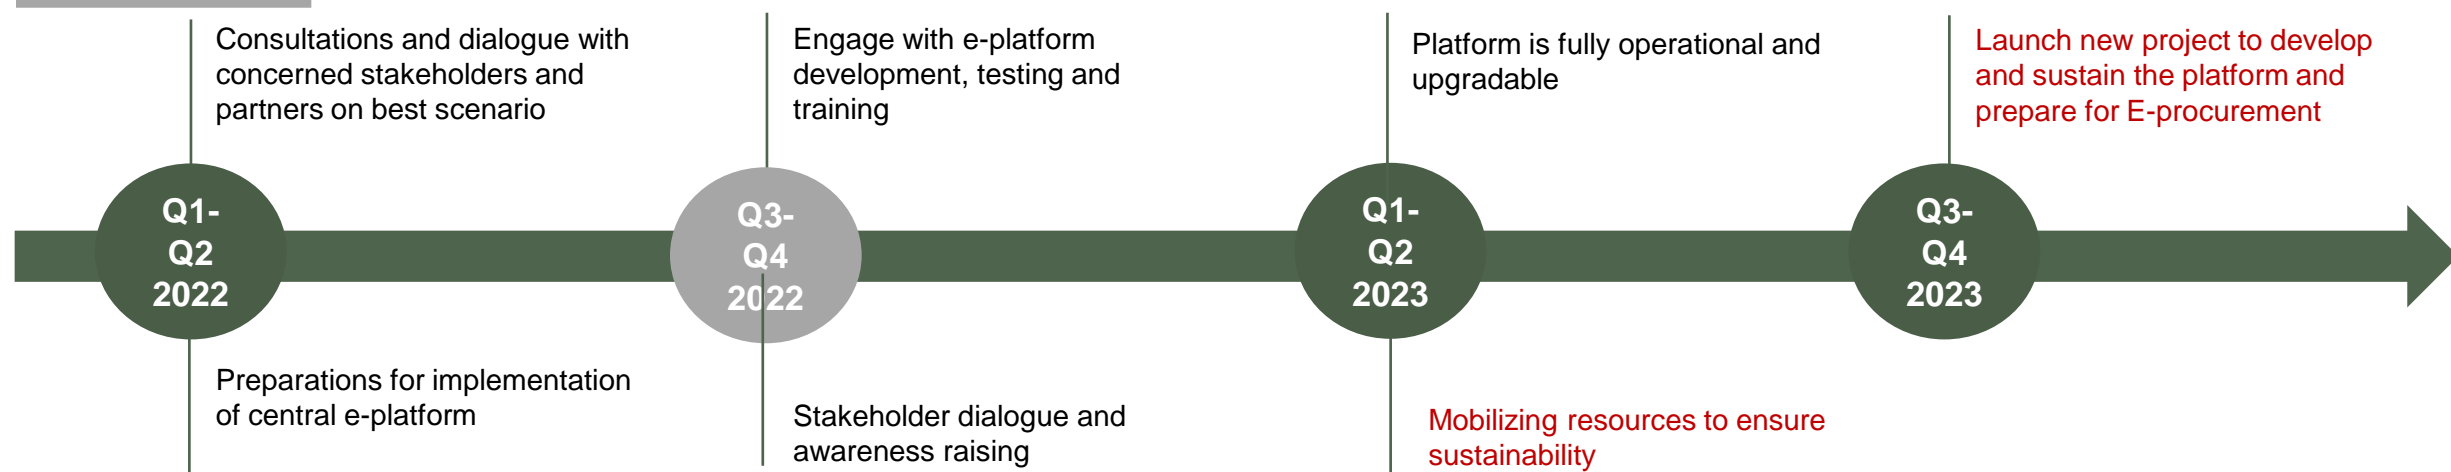 Consultations and dialogue with
concerned stakeholders and
partners on best scenario
Engage with e-platform
development, testing and
training
Platform is fully operational and
upgradable
Launch new project to develop
and sustain the platform and
prepare for E-procurement
Q1-
Q2
2022
Q3-
Q4
2022
Q1-
Q2
2023
Q3-
Q4
2023
Preparations for implementation
of central e-platform
Stakeholder dialogue and
awareness raising
Mobilizing resources to ensure
sustainability